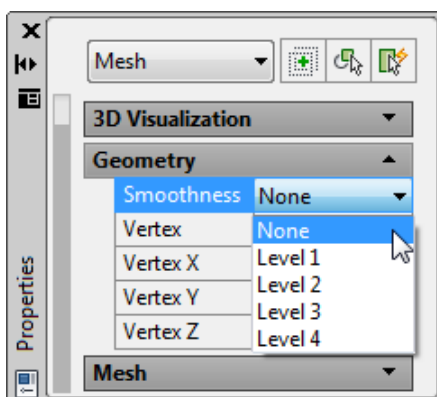 Mesh
3D Visualization
Geometry
Smoothness None
Vertex None
Vertex X Level 1
Vertex Y Level 2
Level 3
Vertex Z Level 4
Mesh
Properties